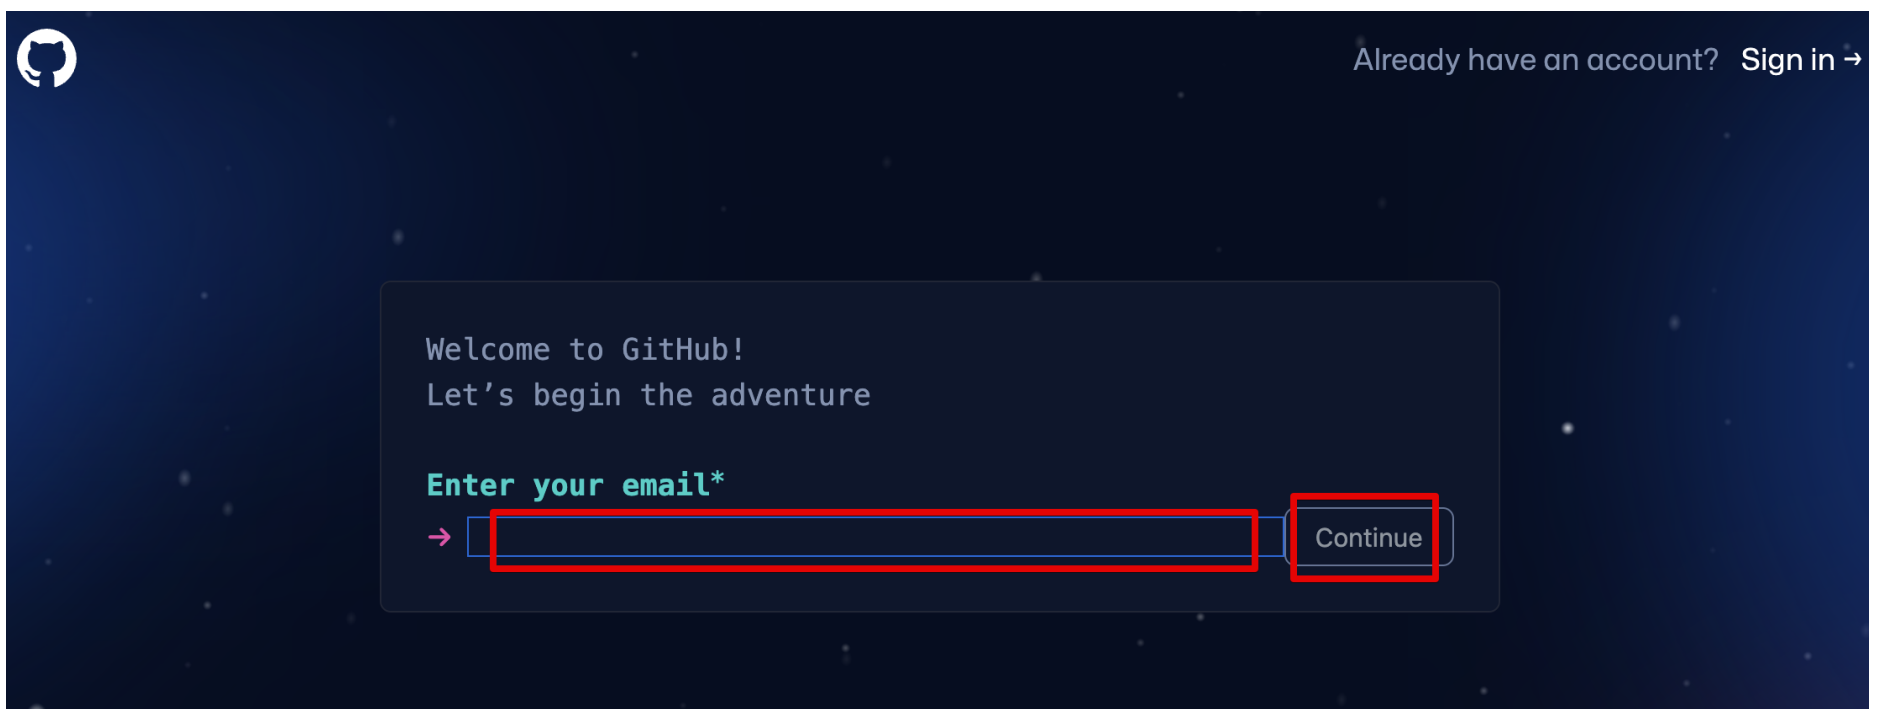 Already have an account? Sign in →
Welcome to GitHub!
Let’s begin the adventure
Enter your email*
→ Continue